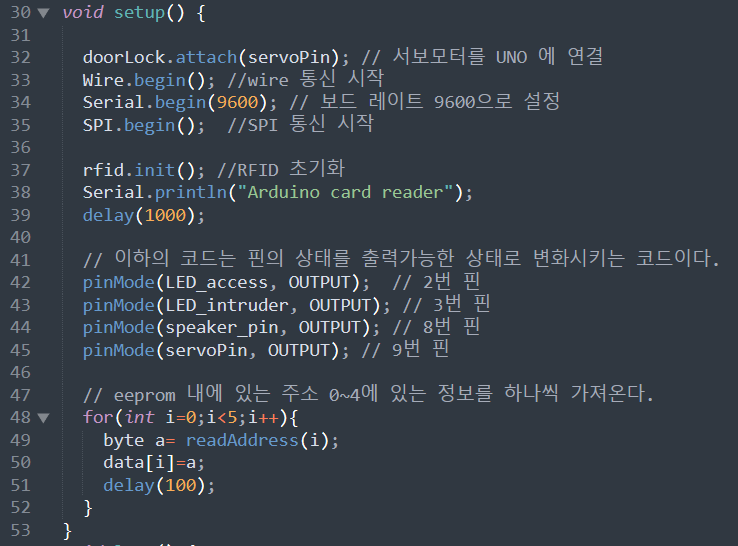 30 void setup() {
31
32 doorLock.attach(servoPin); // 서보모터를 UNO 에 연결
33 Wire.begin(); //wire 통신 시작
34 Serial.begin(9600); // 보드 레이트 9600으로 설정
35 SPI.begin();  //SPI 통신 시작
36
37 rfid.init(); //RFID 초기화
38 Serial.println("Arduino card reader");
39 delay(1000);
40
41 // 이하의 코드는 핀의 상태를 출력가능한 상태로 변화시키는 코드이다.
42 pinMode(LED_access, OUTPUT);  // 2번 핀
43 pinMode(LED_intruder, OUTPUT); // 3번 핀
44 pinMode(speaker_pin, OUTPUT); // 8번 핀
45 pinMode(servoPin, OUTPUT); // 9번 핀
46
47 // eeprom 내에 있는 주소 0~4에 있는 정보를 하나씩 가져온다.
48 for(int i=0;i<5;i++){
49 byte a= readAddress(i);
50 data[i]=a;
51 delay(100);
52 }
53 }